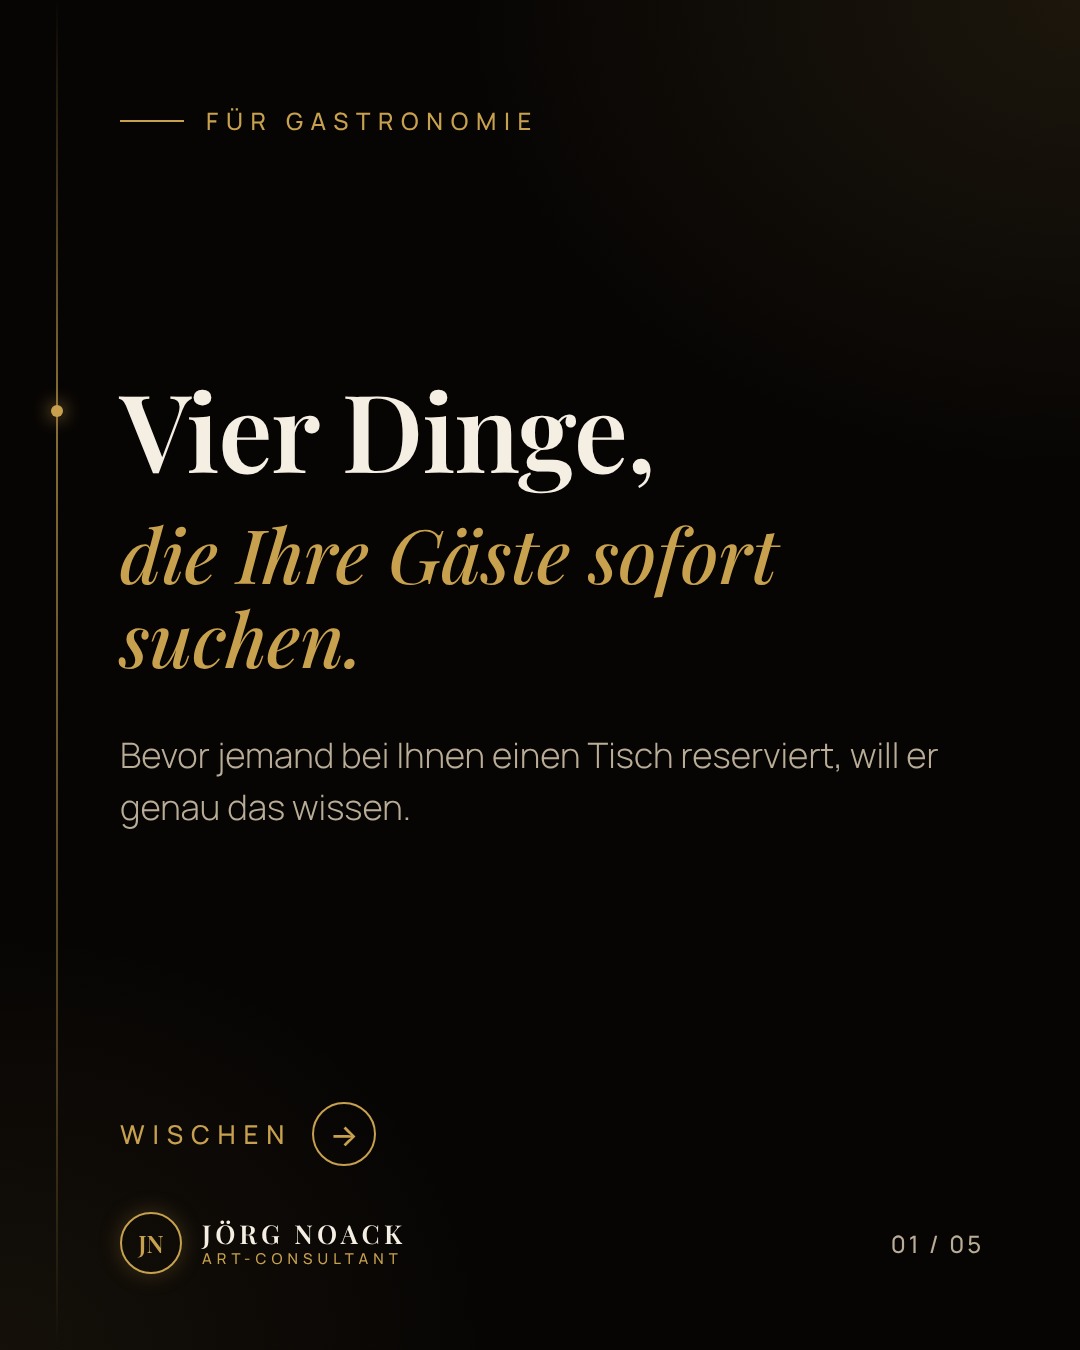 FÜR GASTRONOMIE
Vier Dinge,
die Ihre Gäste sofort
suchen.
Bevor jemand bei Ihnen einen Tisch reserviert, will er
genau das wissen.
WISCHEN →
JN
JÖRG NOACK
ART-CONSULTANT
01 / 05